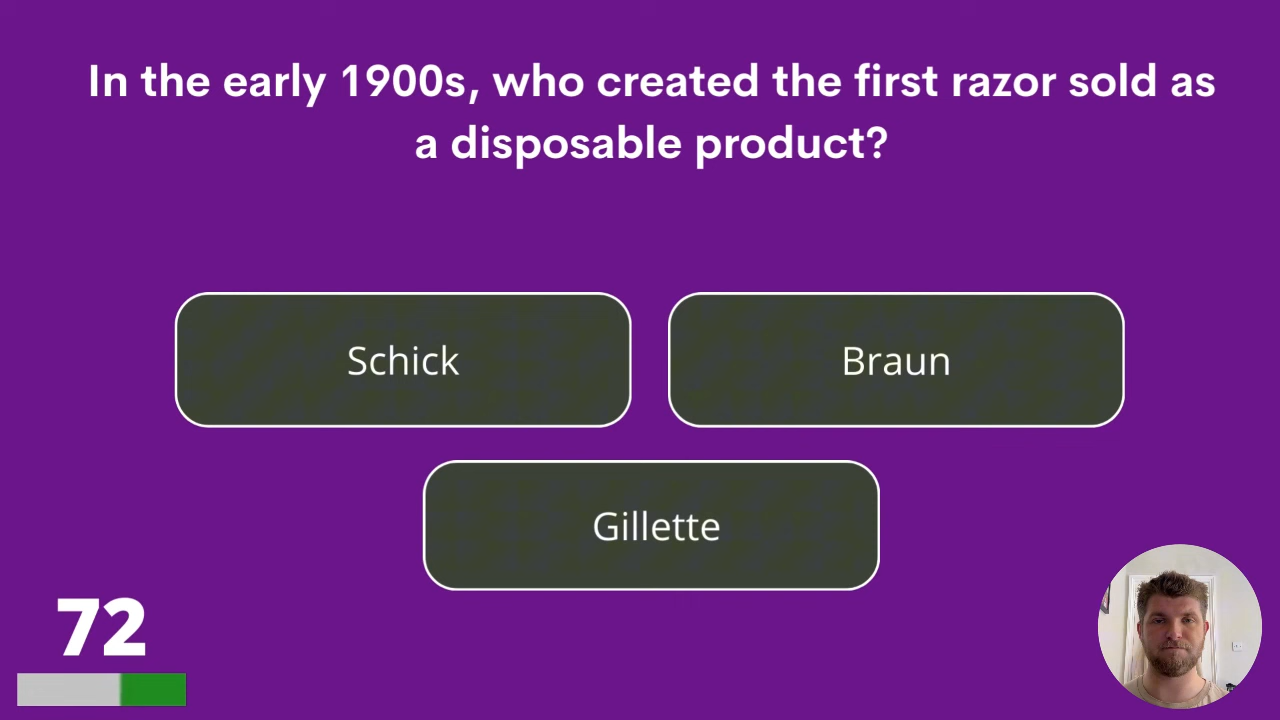 In the early 1900s, who created the first razor sold as
a disposable product?
Schick
Braun
Gillette
72